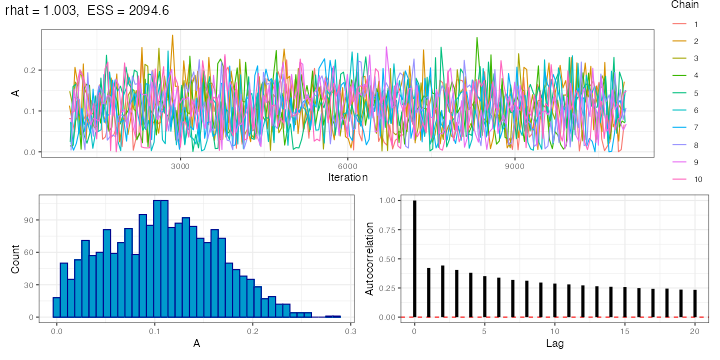 rhat = 1.003, ESS = 2094.6
Chain
1
2
3
4
5
6
7
8
9
10
A
0.2
0.1
0.0
3000 6000 9000
Iteration
Count
90
60
30
0
0.0 0.1 0.2 0.3
A
Autocorrelation
1.00
0.75
0.50
0.25
0.00
0 5 10 15 20
Lag